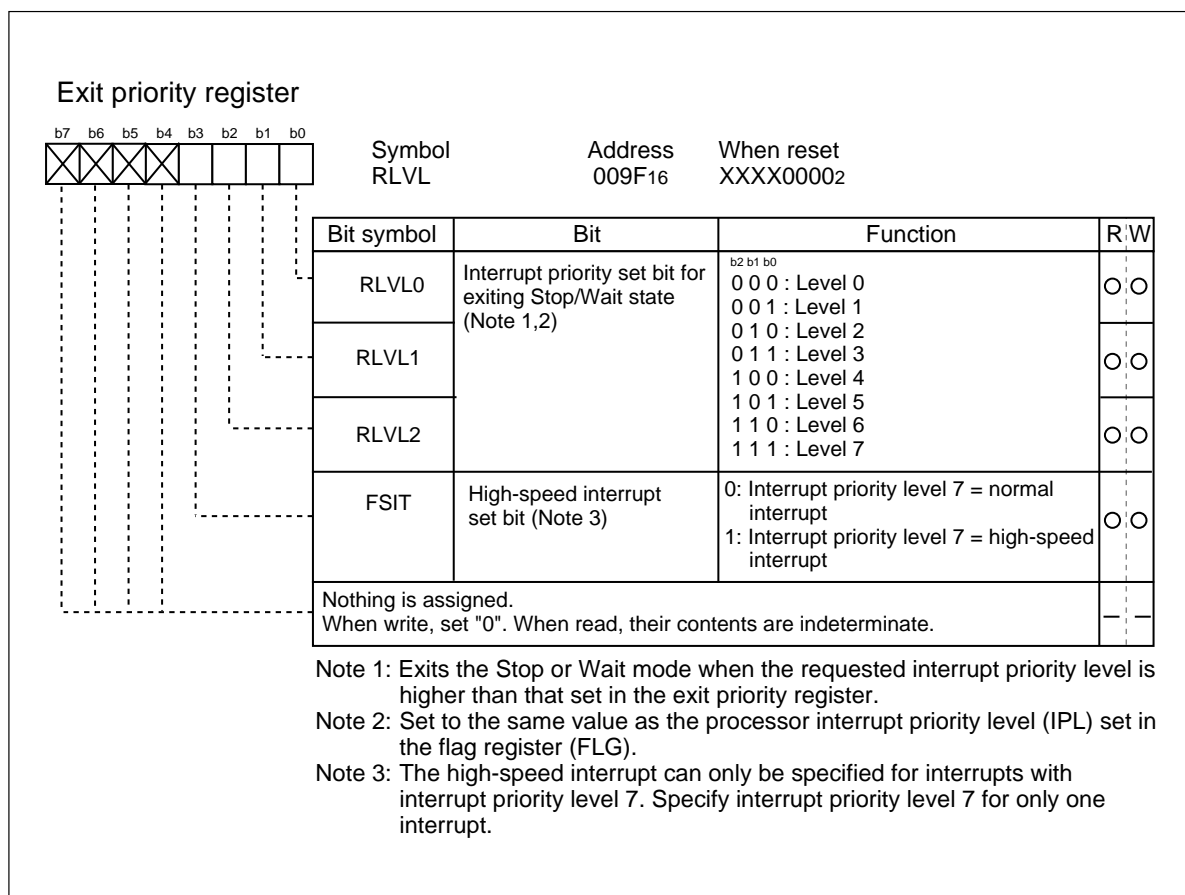 Exit priority register
b7 b6 b5 b4 b3 b2 b1 b0
Symbol Address When reset
RLVL 009F16 XXXX00002
Bit symbol Bit Function R W
RLVL0 Interrupt priority set bit for
exiting Stop/Wait state
(Note 1,2)
b2 b1 b0
0 0 0 : Level 0
0 0 1 : Level 1
0 1 0 : Level 2
0 1 1 : Level 3
1 0 0 : Level 4
1 0 1 : Level 5
1 1 0 : Level 6
1 1 1 : Level 7
RLVL1
RLVL2
FSIT High-speed interrupt
set bit (Note 3)
0: Interrupt priority level 7 = normal
interrupt
1: Interrupt priority level 7 = high-speed
interrupt
Nothing is assigned.
When write, set "0". When read, their contents are indeterminate.
Note 1: Exits the Stop or Wait mode when the requested interrupt priority level is
higher than that set in the exit priority register.
Note 2: Set to the same value as the processor interrupt priority level (IPL) set in
the flag register (FLG).
Note 3: The high-speed interrupt can only be specified for interrupts with
interrupt priority level 7. Specify interrupt priority level 7 for only one
interrupt.